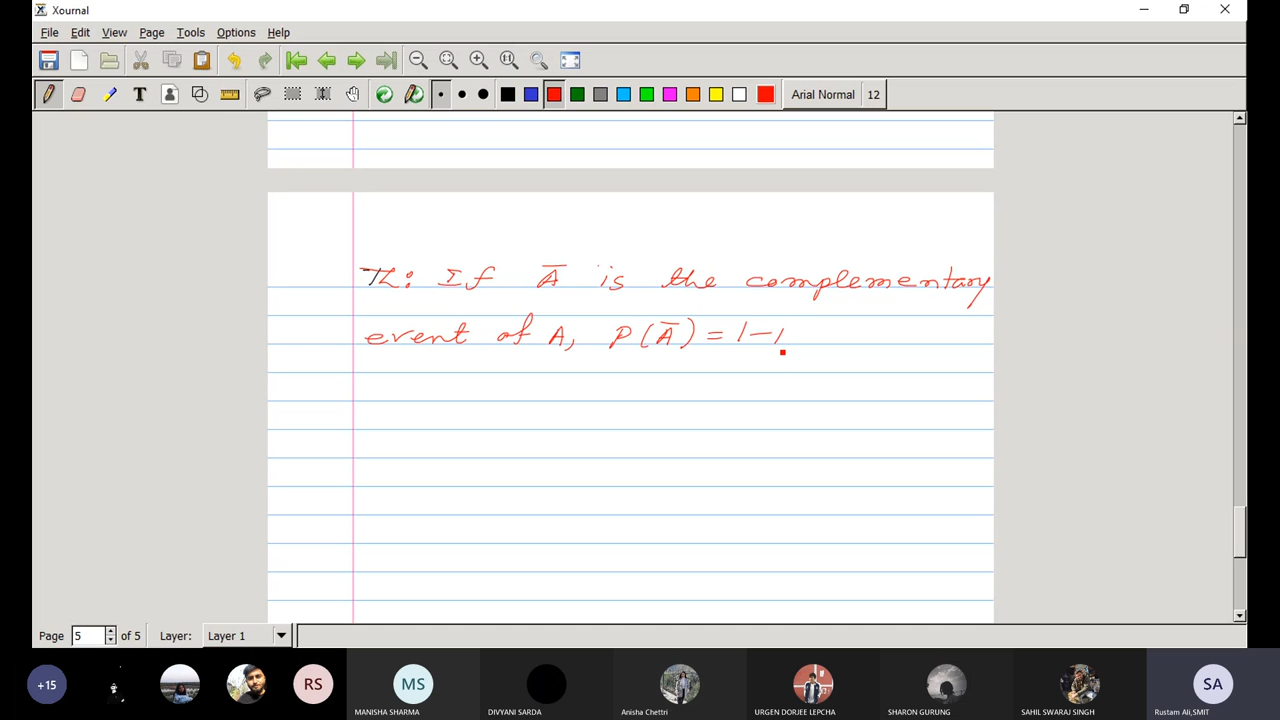 Xournal
File Edit View Page Tools Options Help
Arial Normal 12
Th: If Ā is the complementary
event of A, P(Ā) = 1 -
Page 5 of 5 Layer: Layer 1
+15 RS MS
MANISHA SHARMA DIVYANI SARDA Anisha Chettri URGEN DORJEE LEPCHA SHARON GURUNG SAHIL SWARAJ SINGH SA
Rustam Ali,SMIT